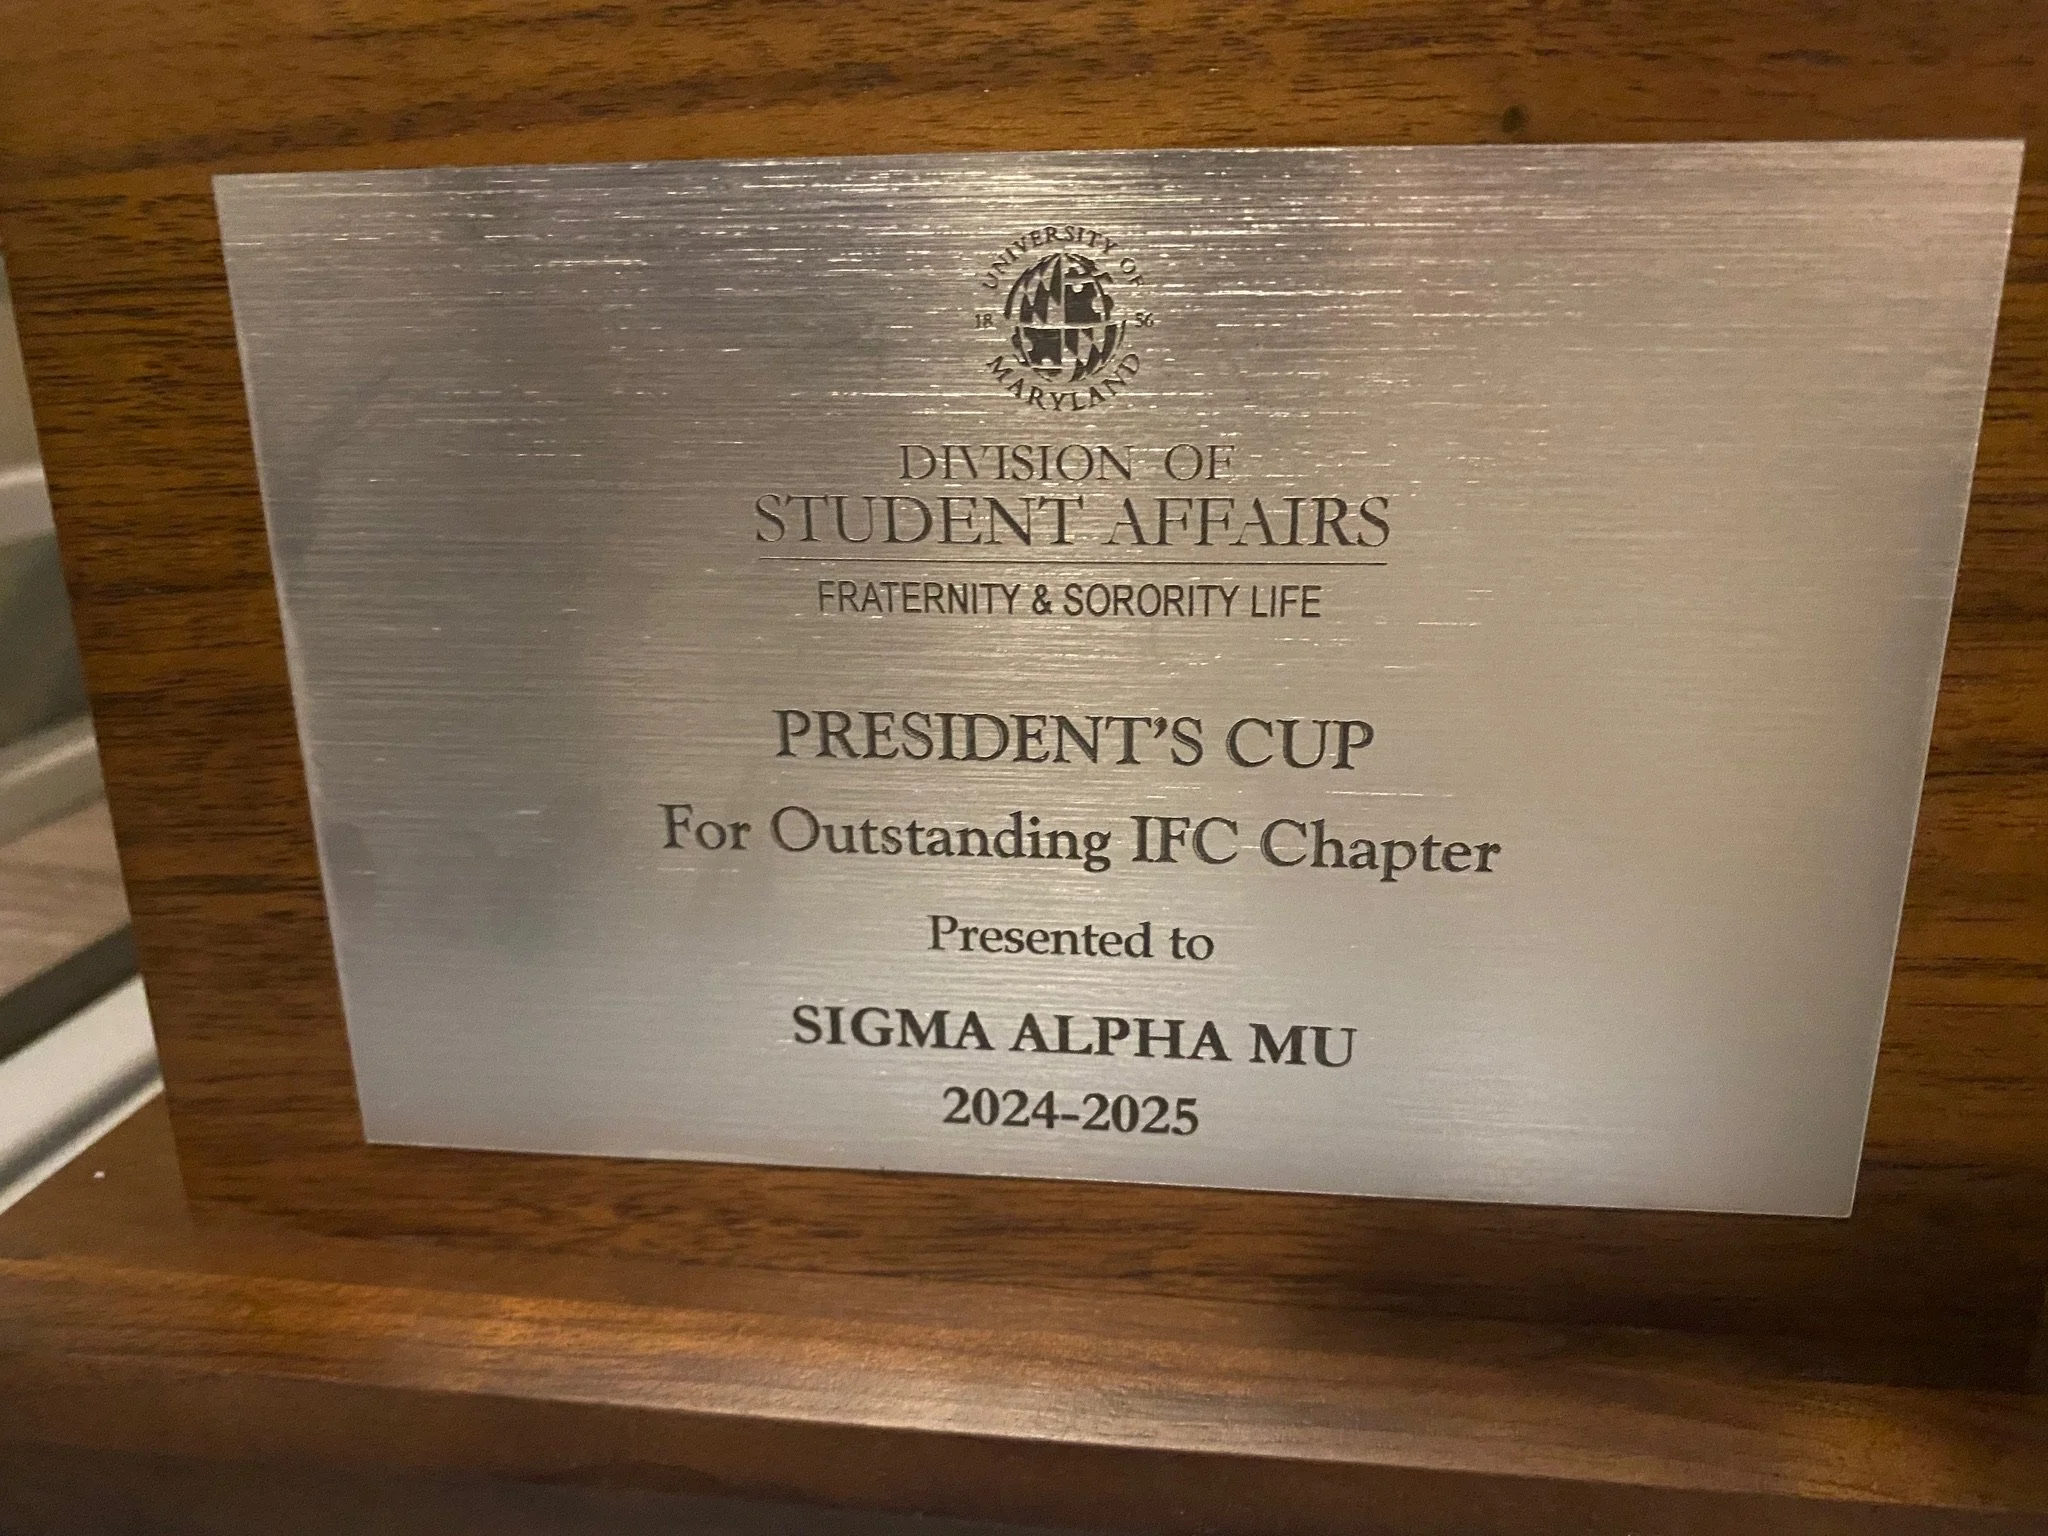 UNIVERSITY OF
18 56
MARYLAND
DIVISION OF
STUDENT AFFAIRS
FRATERNITY & SORORITY LIFE
PRESIDENT'S CUP
For Outstanding IFC Chapter
Presented to
SIGMA ALPHA MU
2024-2025